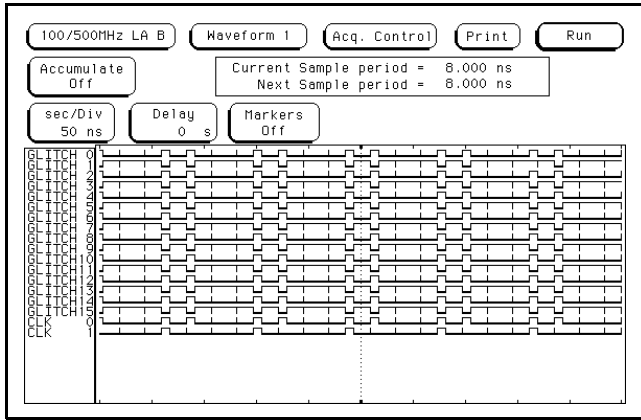 100/500MHz LA B Waveform 1 Acq. Control Print Run
Accumulate
Off
Current Sample period = 8.000 ns
Next Sample period = 8.000 ns
sec/Div
50 ns
Delay
0 s
Markers
Off
GLITCH 0
GLITCH 1
GLITCH 2
GLITCH 3
GLITCH 4
GLITCH 5
GLITCH 6
GLITCH 7
GLITCH 8
GLITCH 9
GLITCH10
GLITCH11
GLITCH12
GLITCH13
GLITCH14
GLITCH15
CLK 0
CLK 1